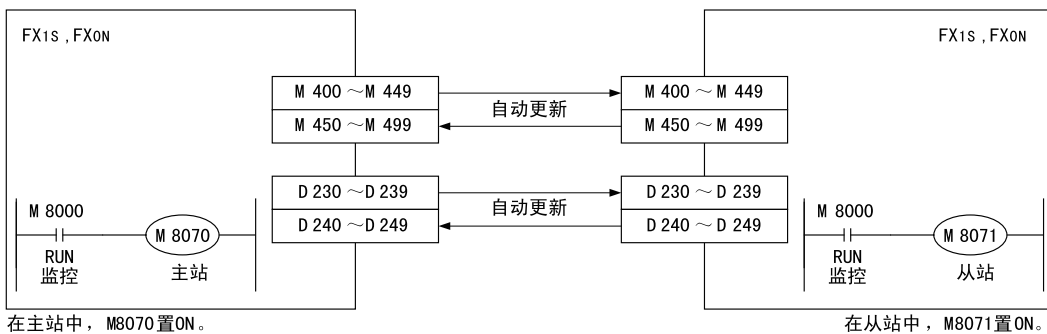 FX1S,FX0N
FX1S,FX0N
M 400 ～M 449
M 450 ～M 499
自动更新
M 400 ～M 449
M 450 ～M 499
D 230 ～D 239
D 240 ～D 249
自动更新
D 230 ～D 239
D 240 ～D 249
M 8000
M 8070
RUN
监控
主站
M 8000
M 8071
RUN
监控
从站
在主站中，M8070置ON。
在从站中，M8071置ON。